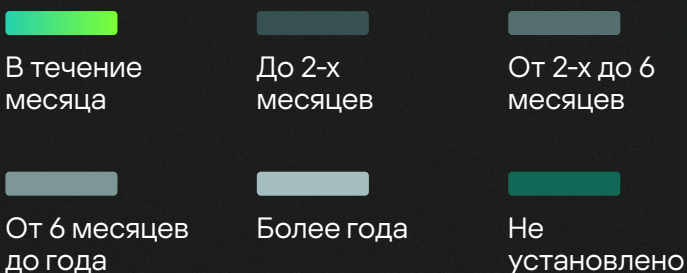 В течение
месяца
До 2-х
месяцев
От 2-х до 6
месяцев
От 6 месяцев
до года
Более года
Не
установлено